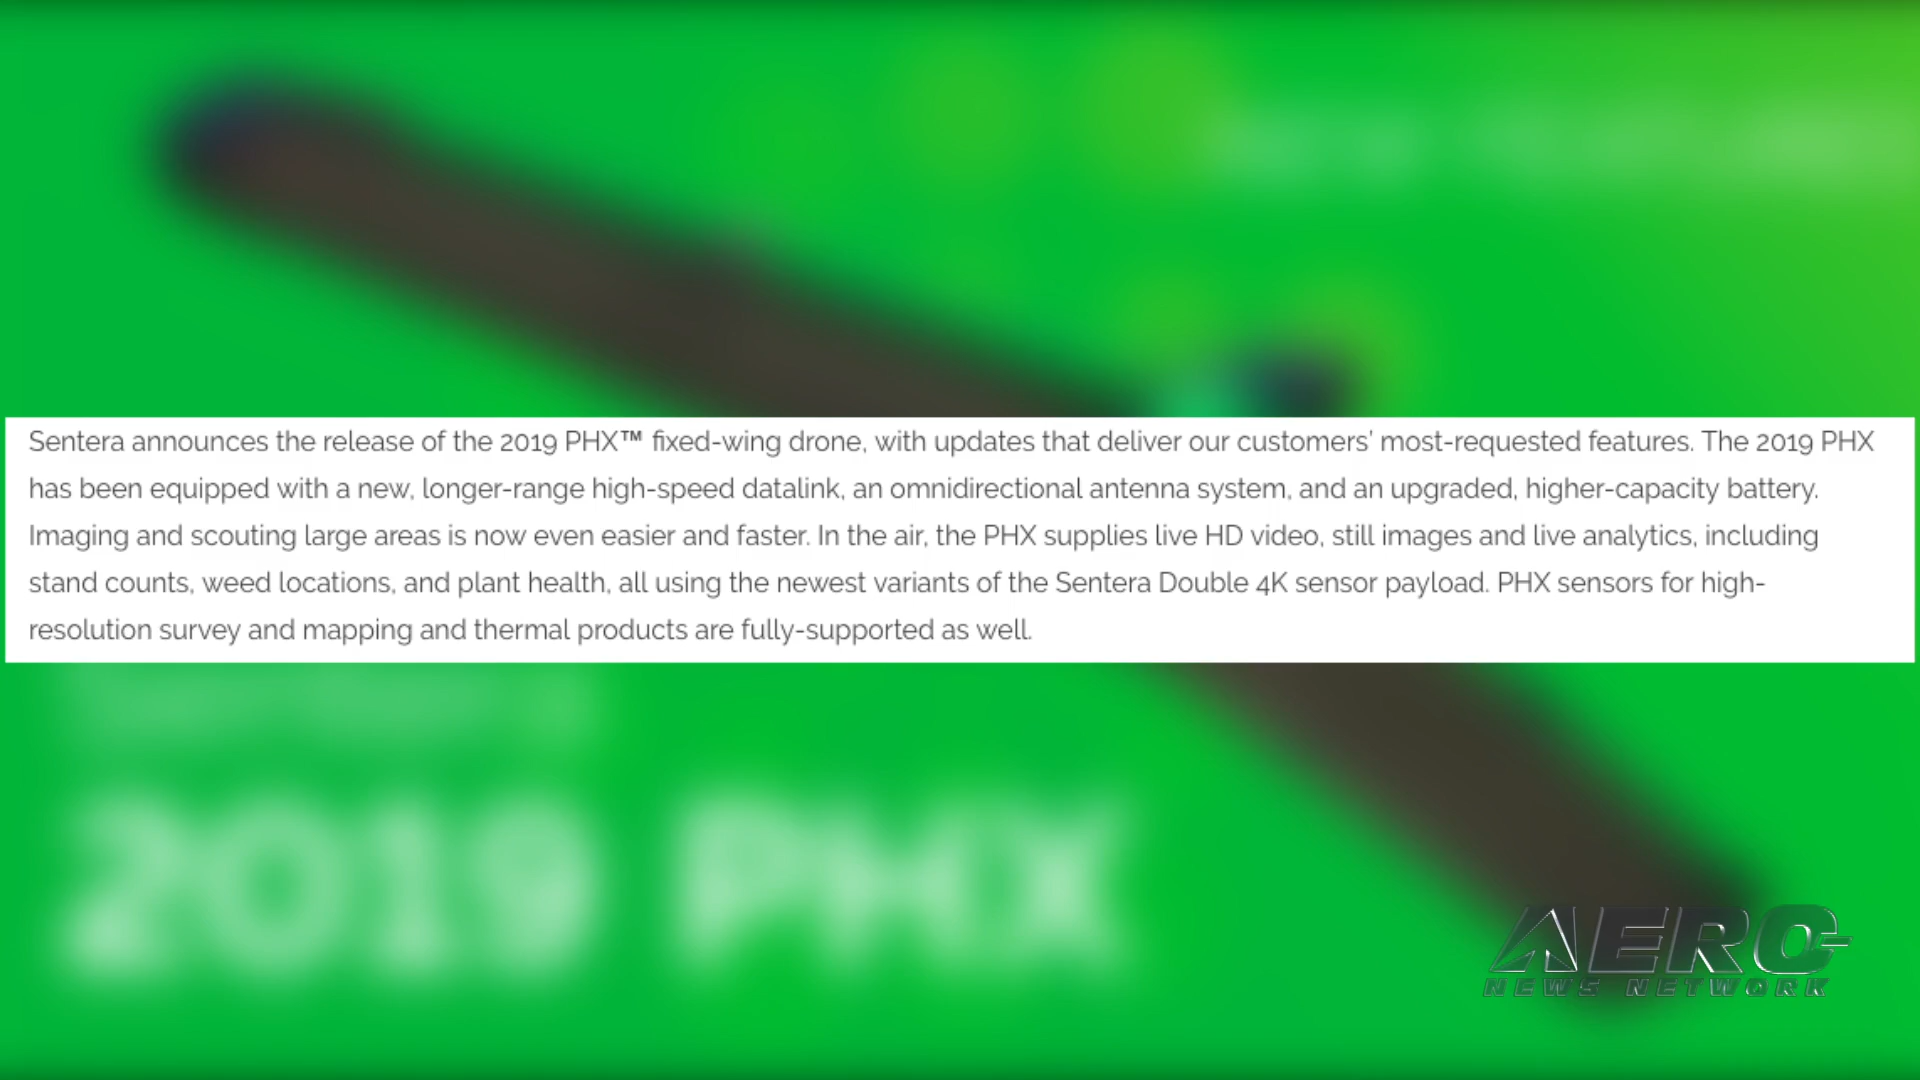 Sentera announces the release of the 2019 PHX™ fixed-wing drone, with updates that deliver our customers' most-requested features. The 2019 PHX
has been equipped with a new, longer-range high-speed datalink, an omnidirectional antenna system, and an upgraded, higher-capacity battery.
Imaging and scouting large areas is now even easier and faster. In the air, the PHX supplies live HD video, still images and live analytics, including
stand counts, weed locations, and plant health, all using the newest variants of the Sentera Double 4K sensor payload. PHX sensors for high-
resolution survey and mapping and thermal products are fully-supported as well.
2019 PHX
AERO
NEWS NETWORK